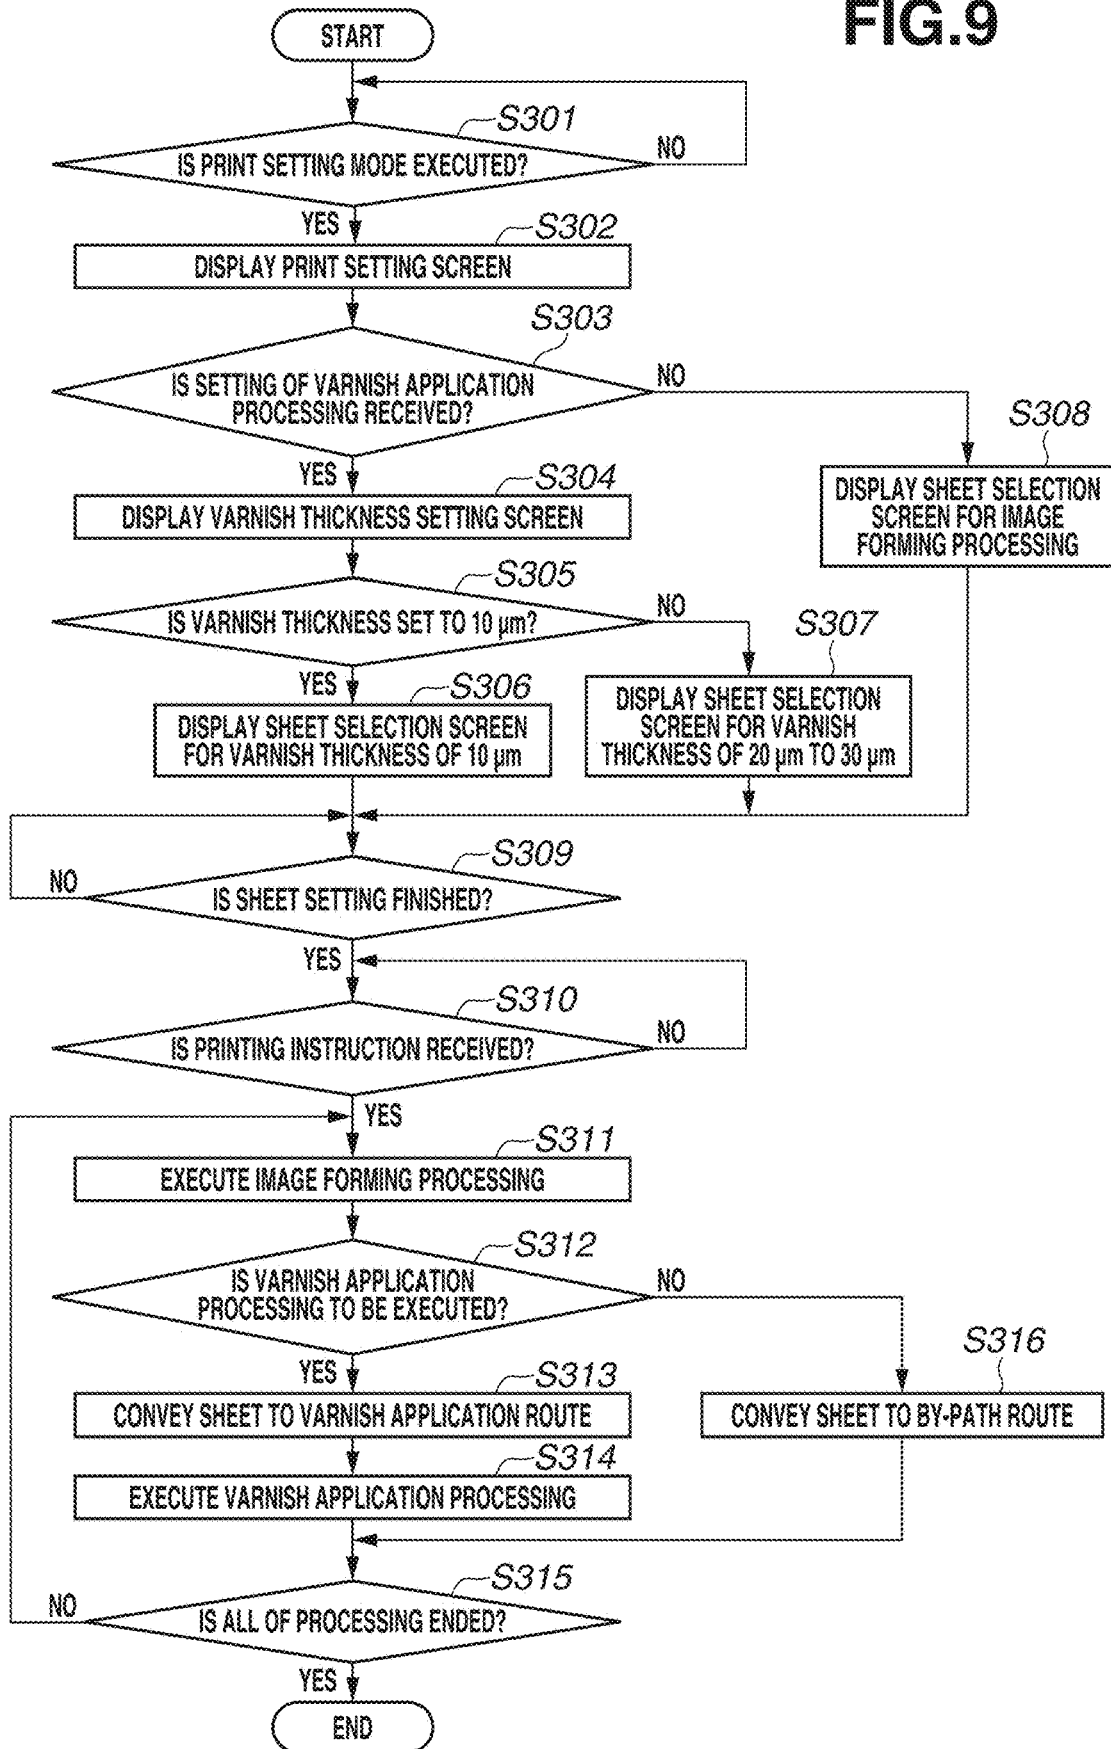 FIG.9
START
S301
IS PRINT SETTING MODE EXECUTED?
NO
YES
S302
DISPLAY PRINT SETTING SCREEN
S303
IS SETTING OF VARNISH APPLICATION
PROCESSING RECEIVED?
NO
YES
S308
DISPLAY SHEET SELECTION
SCREEN FOR IMAGE
FORMING PROCESSING
S304
DISPLAY VARNISH THICKNESS SETTING SCREEN
S305
IS VARNISH THICKNESS SET TO 10 µm?
NO
YES
S307
DISPLAY SHEET SELECTION
SCREEN FOR VARNISH
THICKNESS OF 20 µm TO 30 µm
S306
DISPLAY SHEET SELECTION SCREEN
FOR VARNISH THICKNESS OF 10 µm
S309
IS SHEET SETTING FINISHED?
NO
YES
S310
IS PRINTING INSTRUCTION RECEIVED?
NO
YES
S311
EXECUTE IMAGE FORMING PROCESSING
S312
IS VARNISH APPLICATION
PROCESSING TO BE EXECUTED?
NO
YES
S313
CONVEY SHEET TO VARNISH APPLICATION ROUTE
S316
CONVEY SHEET TO BY-PATH ROUTE
S314
EXECUTE VARNISH APPLICATION PROCESSING
S315
IS ALL OF PROCESSING ENDED?
NO
YES
END